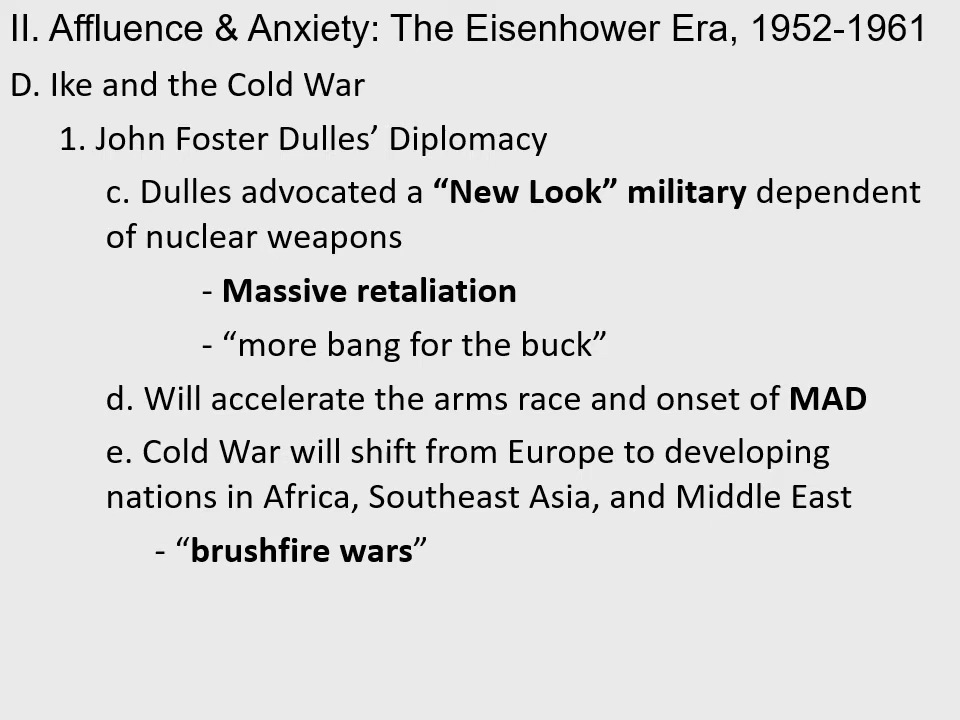 II. Affluence & Anxiety: The Eisenhower Era, 1952-1961
D. Ike and the Cold War
1. John Foster Dulles’ Diplomacy
c. Dulles advocated a “New Look” military dependent
of nuclear weapons
- Massive retaliation
- “more bang for the buck”
d. Will accelerate the arms race and onset of MAD
e. Cold War will shift from Europe to developing
nations in Africa, Southeast Asia, and Middle East
- “brushfire wars”